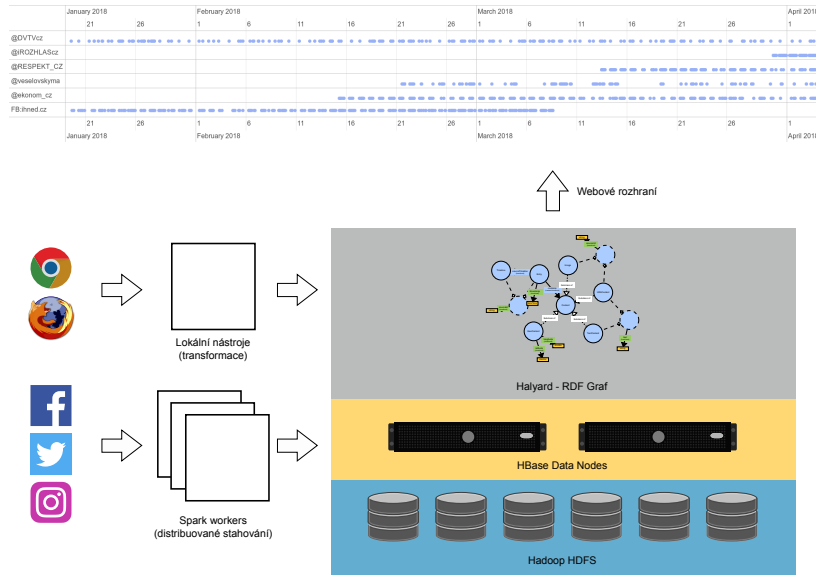 January 2018 February 2018 March 2018 April 2018
21 26 1 6 11 16 21 26 1 6 11 16 21 26 1
@DVTVcz
@iROZHLAScz
@RESPEKT_CZ
@veselovskyma
@ekonom_cz
FB:ihned.cz
21 26 1 6 11 16 21 26 1 6 11 16 21 26 1
January 2018 February 2018 March 2018 April 2018
Webové rozhraní
Lokální nástroje
(transformace)
Halyard - RDF Graf
HBase Data Nodes
Spark workers
(distribuované stahování)
Hadoop HDFS